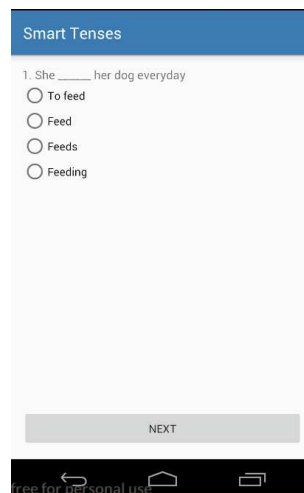 Smart Tenses
1. She _____ her dog everyday
To feed
Feed
Feeds
Feeding
NEXT
free for personal use